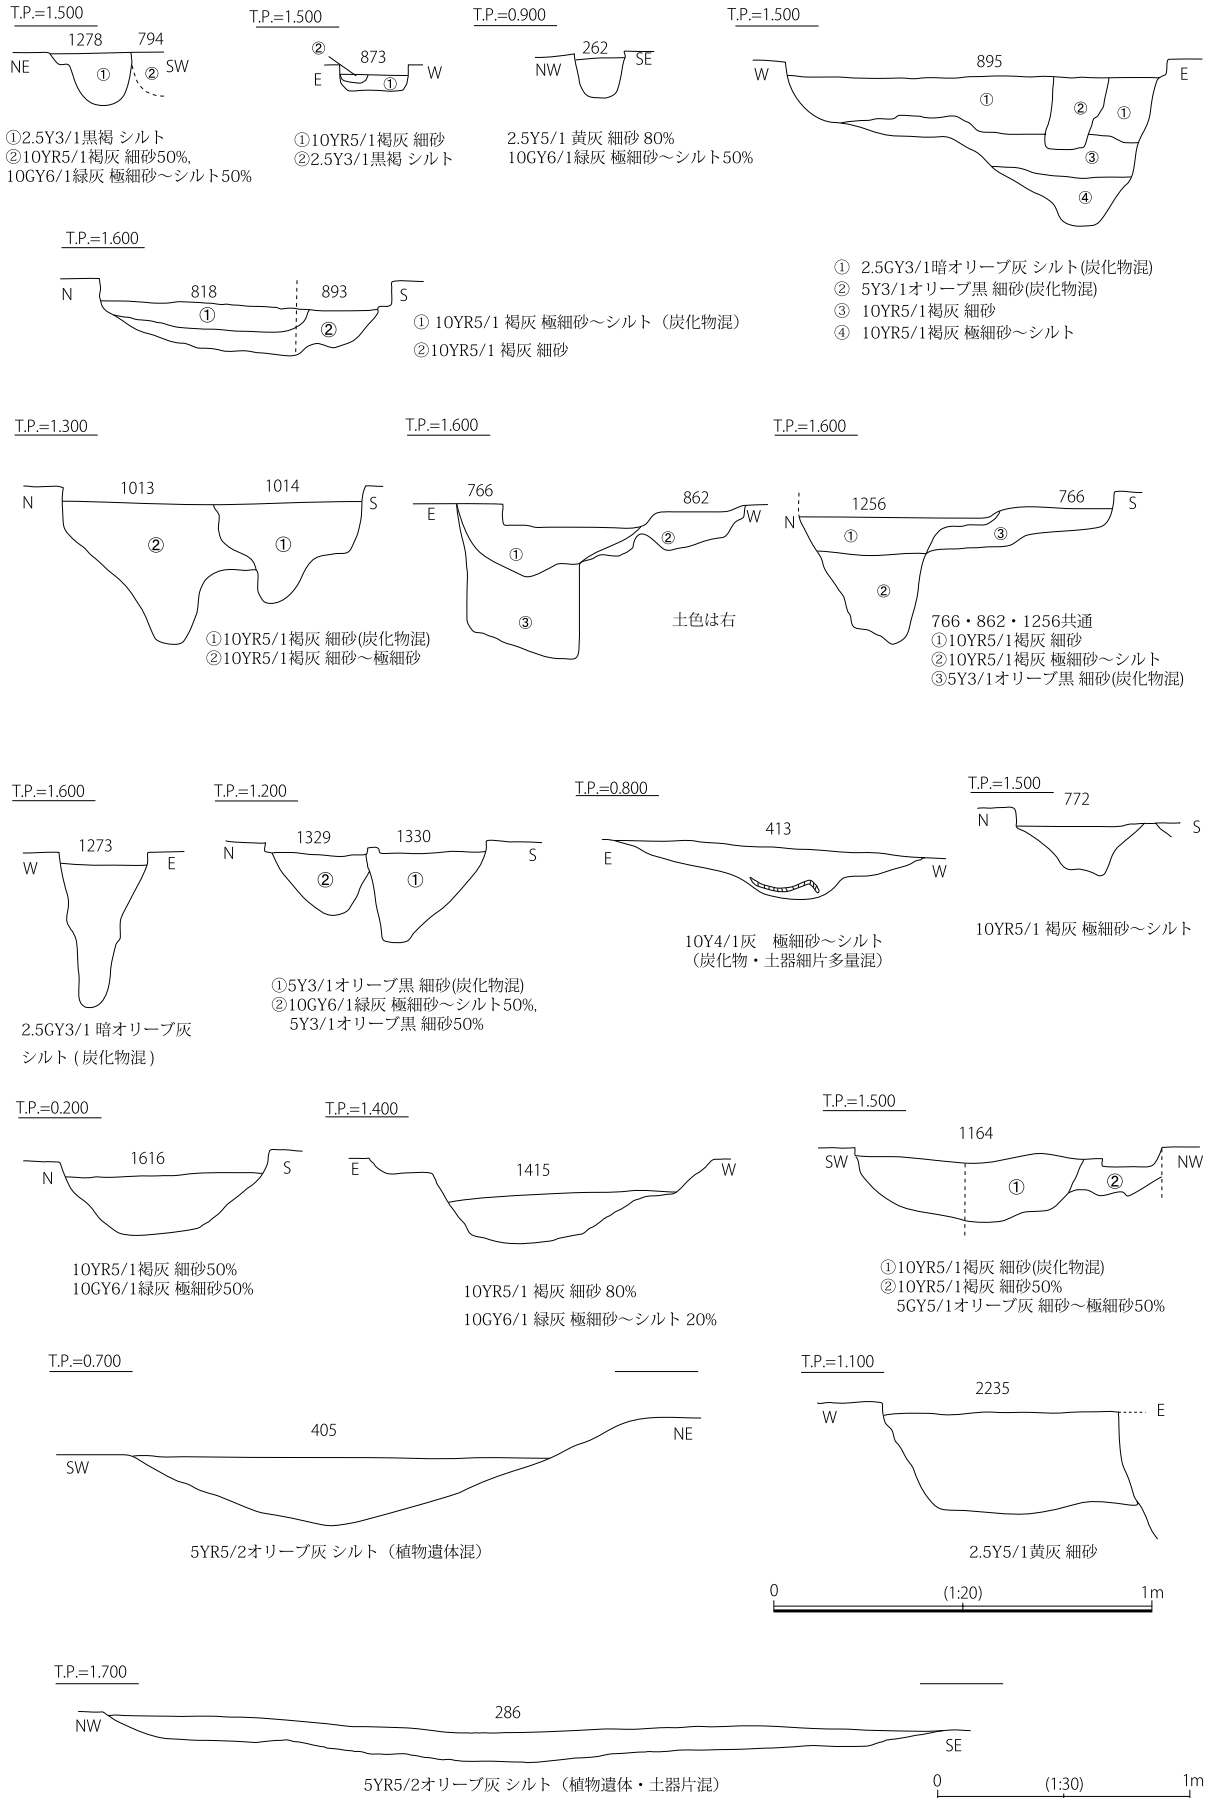 T.P.=1.500
1278 794
NE ① ② SW
①2.5Y3/1黒褐 シルト
②10YR5/1褐灰 細砂50%,
10GY6/1緑灰 極細砂～シルト50%
T.P.=1.500
② 873
E ① W
①10YR5/1褐灰 細砂
②2.5Y3/1黒褐 シルト
T.P.=0.900
262
NW SE
2.5Y5/1 黄灰 細砂 80%
10GY6/1緑灰 極細砂～シルト50%
T.P.=1.500
895
W E
① ② ①
③
④
① 2.5GY3/1暗オリーブ灰 シルト(炭化物混)
② 5Y3/1オリーブ黒 細砂(炭化物混)
③ 10YR5/1褐灰 細砂
④ 10YR5/1褐灰 極細砂～シルト
T.P.=1.600
818 893
N S
① ②
① 10YR5/1 褐灰 極細砂～シルト（炭化物混）
②10YR5/1 褐灰 細砂
T.P.=1.300
1013 1014
N S
② ①
①10YR5/1褐灰 細砂(炭化物混)
②10YR5/1褐灰 細砂～極細砂
T.P.=1.600
766 862
E W
① ②
③
土色は右
T.P.=1.600
1256 766
N S
① ③
②
766・862・1256共通
①10YR5/1褐灰 細砂
②10YR5/1褐灰 極細砂～シルト
③5Y3/1オリーブ黒 細砂(炭化物混)
T.P.=1.600
1273
W E
2.5GY3/1 暗オリーブ灰
シルト ( 炭化物混 )
T.P.=1.200
1329 1330
N S
② ①
①5Y3/1オリーブ黒 細砂(炭化物混)
②10GY6/1緑灰 極細砂～シルト50%,
5Y3/1オリーブ黒 細砂50%
T.P.=0.800
413
E W
10Y4/1灰　極細砂～シルト
（炭化物・土器細片多量混）
T.P.=1.500
772
N S
10YR5/1 褐灰 極細砂～シルト
T.P.=0.200
1616
N S
10YR5/1褐灰 細砂50%
10GY6/1緑灰 極細砂50%
T.P.=1.400
1415
E W
10YR5/1 褐灰 細砂 80%
10GY6/1 緑灰 極細砂～シルト 20%
T.P.=1.500
1164
SW NW
① ②
①10YR5/1褐灰 細砂(炭化物混)
②10YR5/1褐灰 細砂50%
5GY5/1オリーブ灰 細砂～極細砂50%
T.P.=0.700
405
SW NE
5YR5/2オリーブ灰 シルト（植物遺体混）
T.P.=1.100
2235
W E
2.5Y5/1黄灰 細砂
0 (1:20) 1m
T.P.=1.700
286
NW SE
5YR5/2オリーブ灰 シルト（植物遺体・土器片混）
0 (1:30) 1m